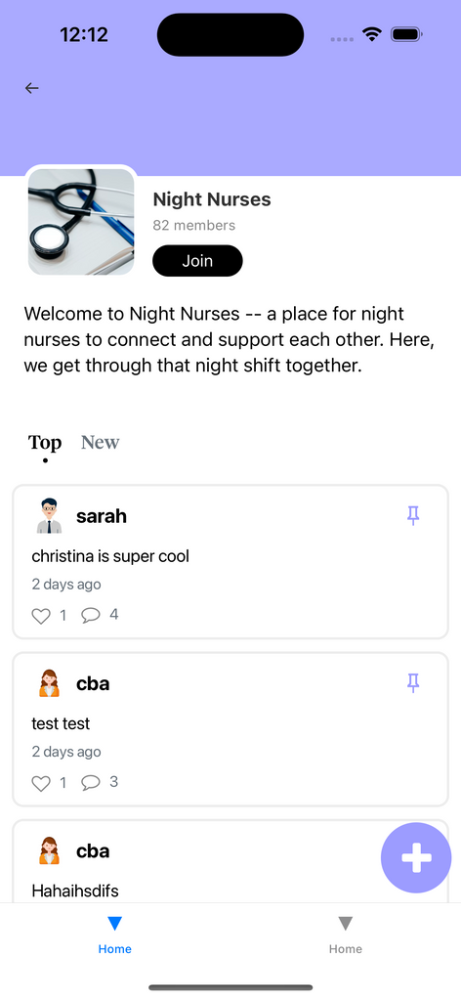 12:12
Night Nurses
82 members
Join
Welcome to Night Nurses -- a place for night
nurses to connect and support each other. Here,
we get through that night shift together.
Top New
sarah
christina is super cool
2 days ago
1 4
cba
test test
2 days ago
1 3
cba
Hahaihsdifs
Home Home